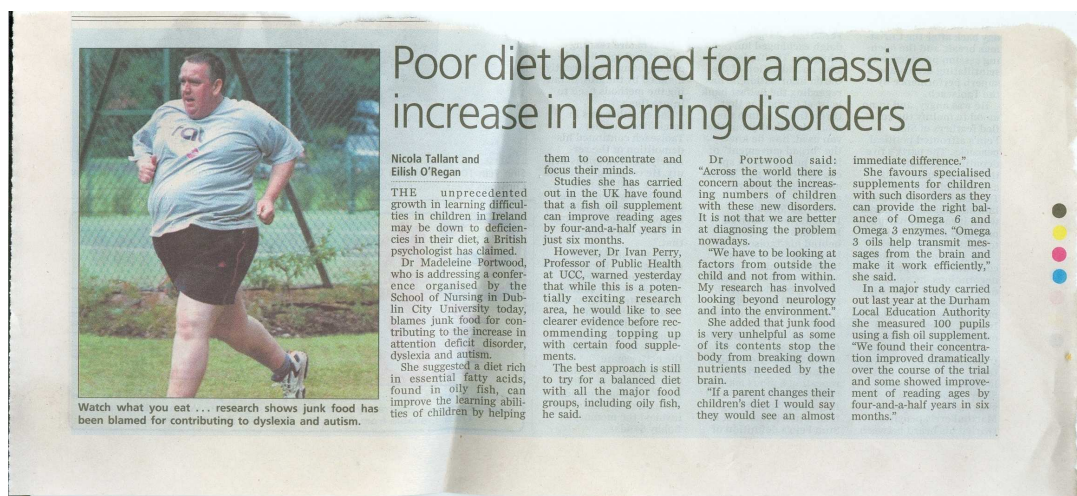 Poor diet blamed for a massive
increase in learning disorders
Nicola Tallant and
Eilish O'Regan
THE unprecedented
growth in learning difficul-
ties in children in Ireland
may be down to deficien-
cies in their diet, a British
psychologist has claimed.
Dr Madeleine Portwood,
who is addressing a confer-
ence organised by the
School of Nursing in Dub-
lin City University today,
blames junk food for con-
tributing to the increase in
attention deficit disorder,
dyslexia and autism.
She suggested a diet rich
in essential fatty acids,
found in oily fish, can
improve the learning abili-
ties of children by helping
them to concentrate and
focus their minds.
Studies she has carried
out in the UK have found
that a fish oil supplement
can improve reading ages
by four-and-a-half years in
just six months.
However, Dr Ivan Perry,
Professor of Public Health
at UCC, warned yesterday
that while this is a poten-
tially exciting research
area, he would like to see
clearer evidence before rec-
ommending topping up
with certain food supple-
ments.
The best approach is still
to try for a balanced diet
with all the major food
groups, including oily fish,
he said.
Dr Portwood said:
"Across the world there is
concern about the increas-
ing numbers of children
with these new disorders.
It is not that we are better
at diagnosing the problem
nowadays.
"We have to be looking at
factors from outside the
child and not from within.
My research has involved
looking beyond neurology
and into the environment."
She added that junk food
is very unhelpful as some
of its contents stop the
body from breaking down
nutrients needed by the
brain.
"If a parent changes their
children's diet I would say
they would see an almost
immediate difference."
She favours specialised
supplements for children
with such disorders as they
can provide the right bal-
ance of Omega 6 and
Omega 3 enzymes. "Omega
3 oils help transmit mes-
sages from the brain and
make it work efficiently,"
she said.
In a major study carried
out last year at the Durham
Local Education Authority
she measured 100 pupils
using a fish oil supplement.
"We found their concentra-
tion improved dramatically
over the course of the trial
and some showed improve-
ment of reading ages by
four-and-a-half years in six
months."
Watch what you eat . . . research shows junk food has
been blamed for contributing to dyslexia and autism.